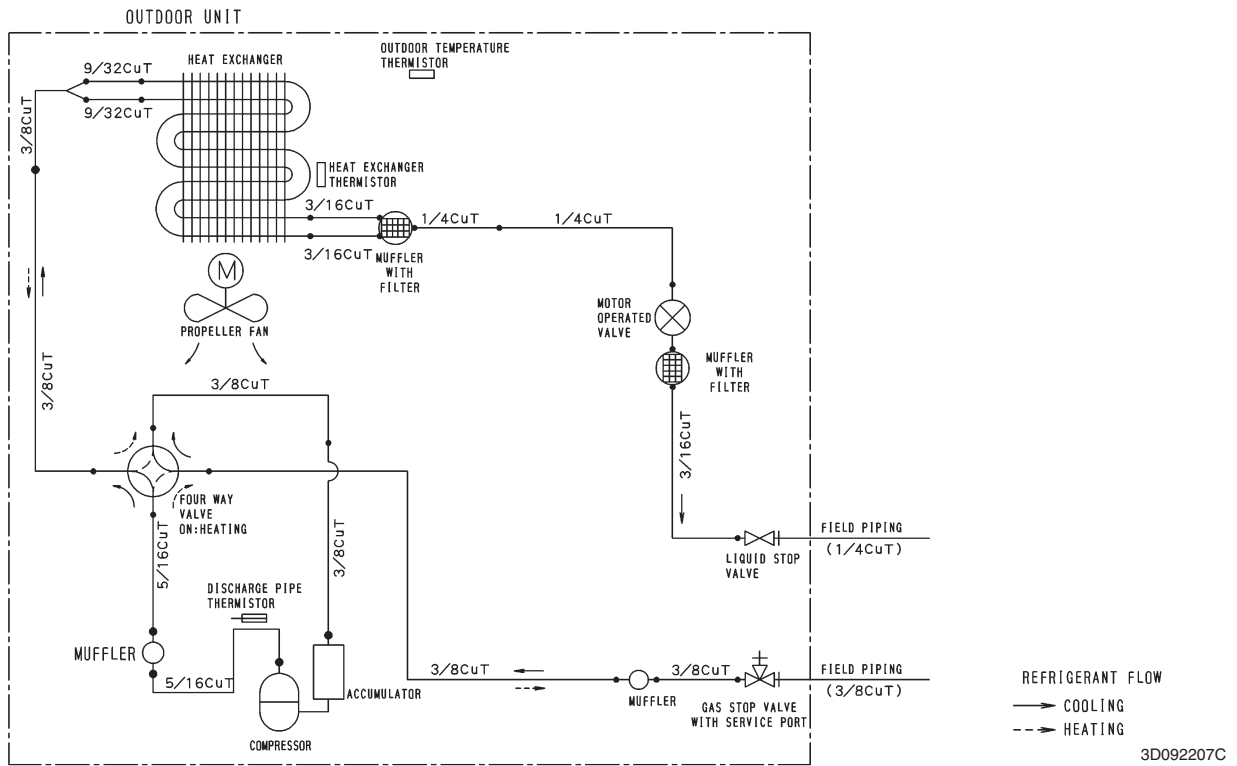 OUTDOOR UNIT
HEAT EXCHANGER
OUTDOOR TEMPERATURE
THERMISTOR
9/32CuT
9/32CuT
3/8CuT
HEAT EXCHANGER
THERMISTOR
3/16CuT
3/16CuT
1/4CuT
1/4CuT
MUFFLER
WITH
FILTER
M
PROPELLER FAN
MOTOR
OPERATED
VALVE
MUFFLER
WITH
FILTER
3/8CuT
3/8CuT
3/16CuT
FOUR WAY
VALVE
ON:HEATING
5/16CuT
3/8CuT
FIELD PIPING
(1/4CuT)
LIQUID STOP
VALVE
DISCHARGE PIPE
THERMISTOR
MUFFLER
5/16CuT
ACCUMULATOR
COMPRESSOR
3/8CuT
3/8CuT
MUFFLER
GAS STOP VALVE
WITH SERVICE PORT
FIELD PIPING
(3/8CuT)
REFRIGERANT FLOW
COOLING
HEATING
3D092207C